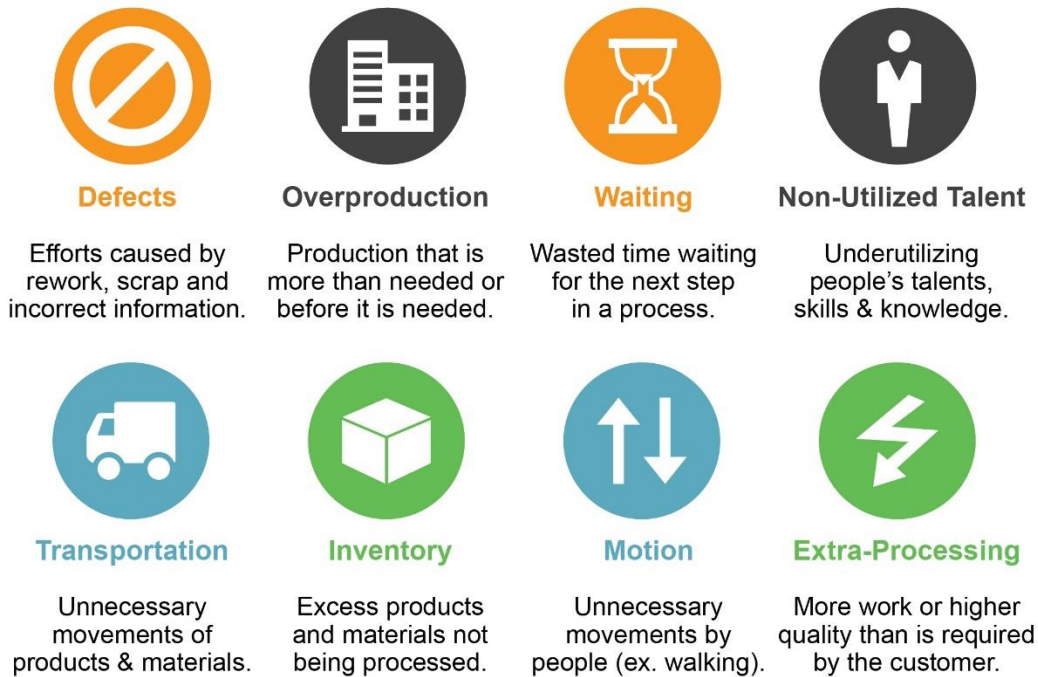 Defects
Efforts caused by
rework, scrap and
incorrect information.
Overproduction
Production that is
more than needed or
before it is needed.
Waiting
Wasted time waiting
for the next step
in a process.
Non-Utilized Talent
Underutilizing
people’s talents,
skills & knowledge.
Transportation
Unnecessary
movements of
products & materials.
Inventory
Excess products
and materials not
being processed.
Motion
Unnecessary
movements by
people (ex. walking).
Extra-Processing
More work or higher
quality than is required
by the customer.